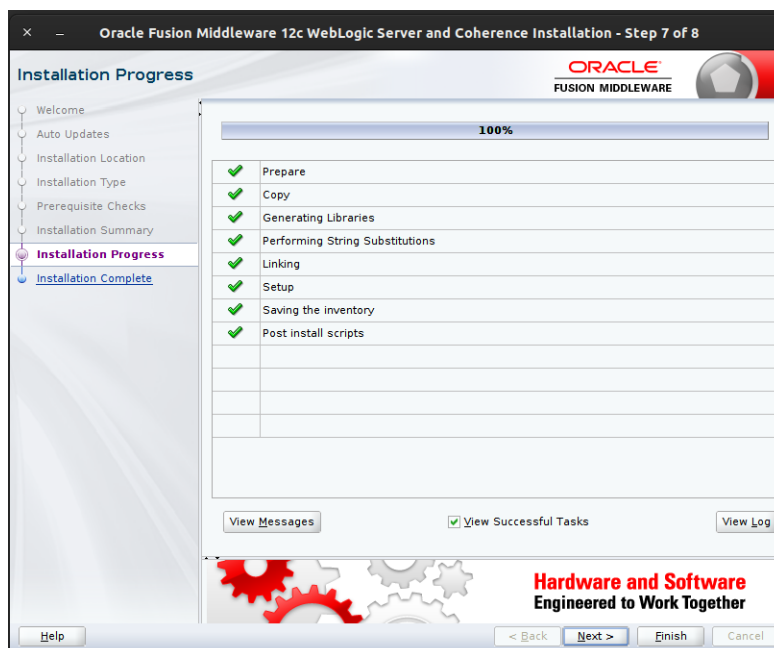 Oracle Fusion Middleware 12c WebLogic Server and Coherence Installation - Step 7 of 8
Installation Progress
ORACLE
FUSION MIDDLEWARE
Welcome
Auto Updates
Installation Location
Installation Type
Prerequisite Checks
Installation Summary
Installation Progress
Installation Complete
100%
Prepare
Copy
Generating Libraries
Performing String Substitutions
Linking
Setup
Saving the inventory
Post install scripts
View Messages
View Successful Tasks
View Log
Hardware and Software
Engineered to Work Together
Help
< Back
Next >
Finish
Cancel